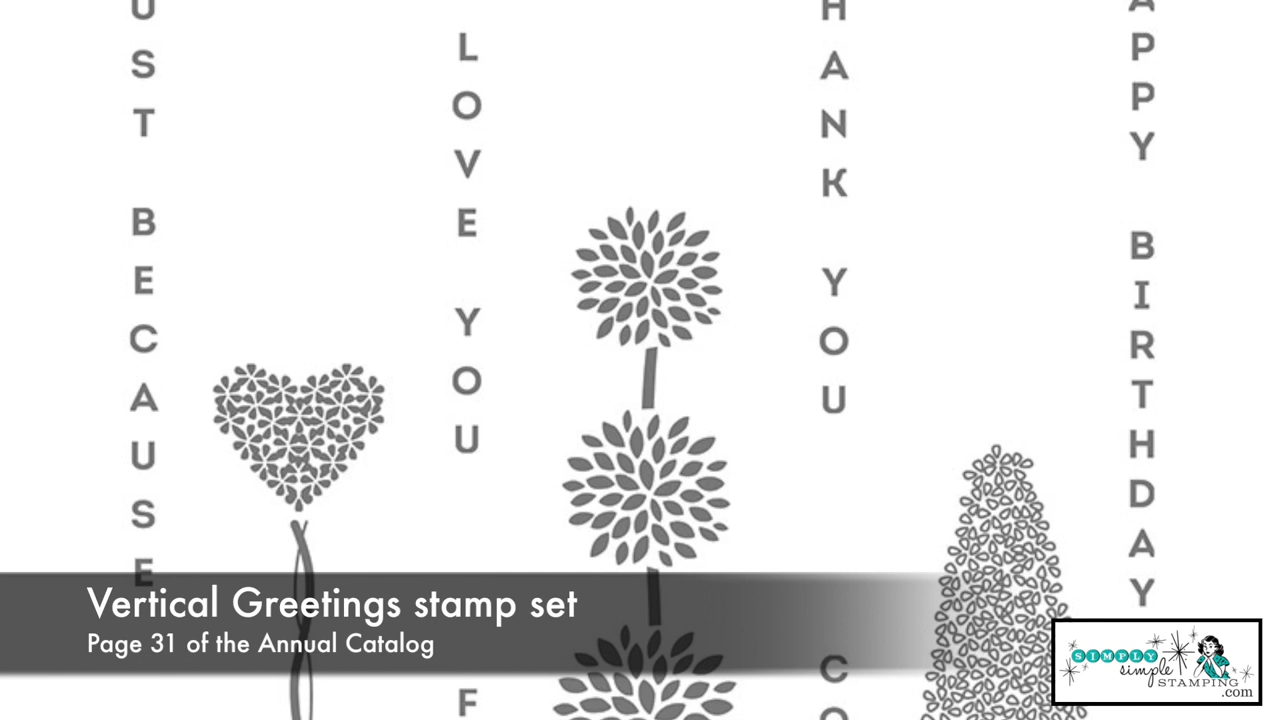 UST BECAUSE
LOVE YOU
F
HANK YOU
CO
APPY BIRTHDAY
Vertical Greetings stamp set
Page 31 of the Annual Catalog
SIMPLY
simple
STAMPING
.com